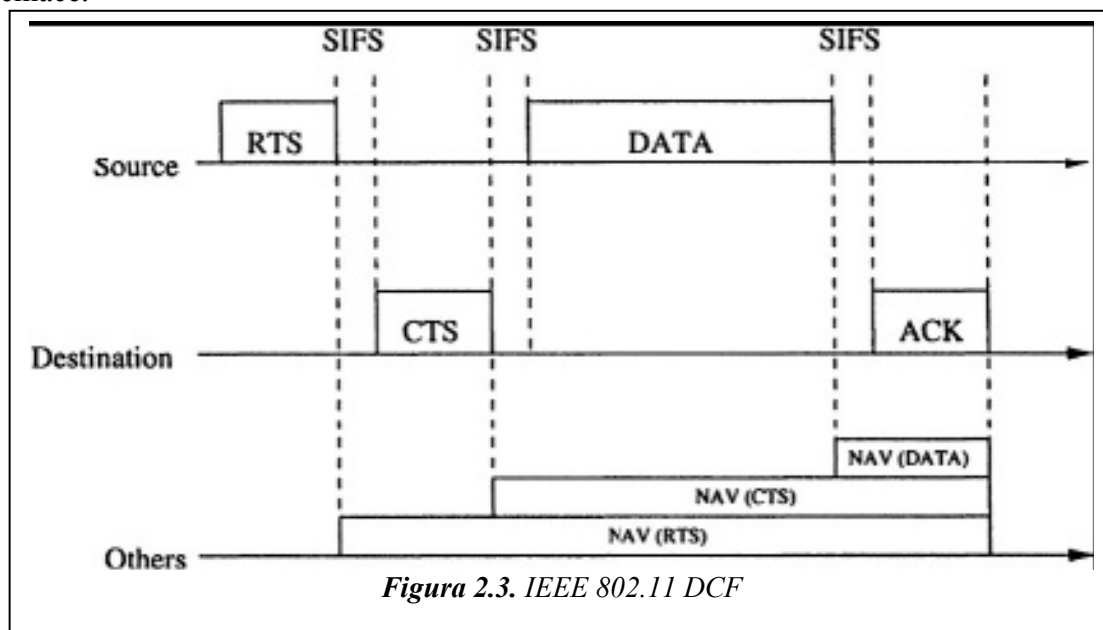 SIFS SIFS SIFS
RTS DATA
Source
CTS ACK
Destination
NAV (DATA)
NAV (CTS)
NAV (RTS)
Others
Figura 2.3. IEEE 802.11 DCF